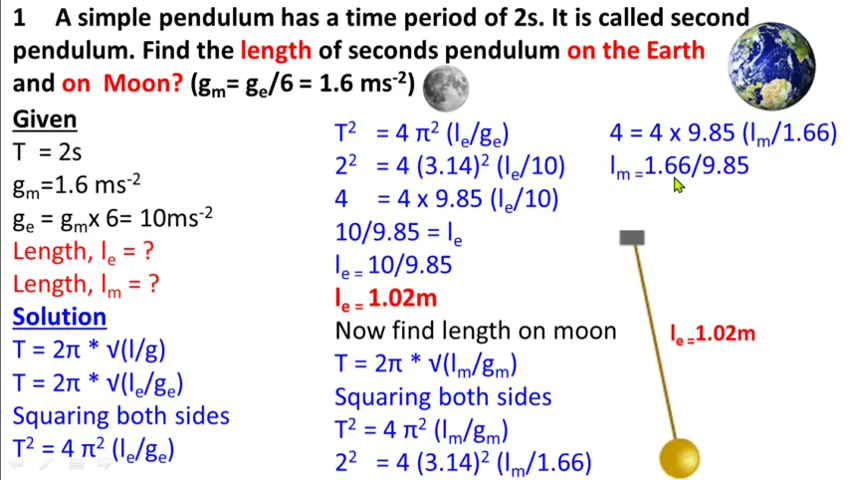 1 A simple pendulum has a time period of 2s. It is called second
pendulum. Find the length of seconds pendulum on the Earth
and on Moon? (gm= ge/6 = 1.6 ms-2)
Given
T = 2s
gm=1.6 ms-2
ge = gmx 6= 10ms-2
Length, le = ?
Length, lm = ?
Solution
T = 2π * √(l/g)
T = 2π * √(le/ge)
Squaring both sides
T2 = 4 π2 (le/ge)
T2 = 4 π2 (le/ge)
22 = 4 (3.14)2 (le/10)
4 = 4 x 9.85 (le/10)
10/9.85 = le
le = 10/9.85
le = 1.02m
Now find length on moon
T = 2π * √(lm/gm)
Squaring both sides
T2 = 4 π2 (lm/gm)
22 = 4 (3.14)2 (lm/1.66)
4 = 4 x 9.85 (lm/1.66)
lm =1.66/9.85
le =1.02m